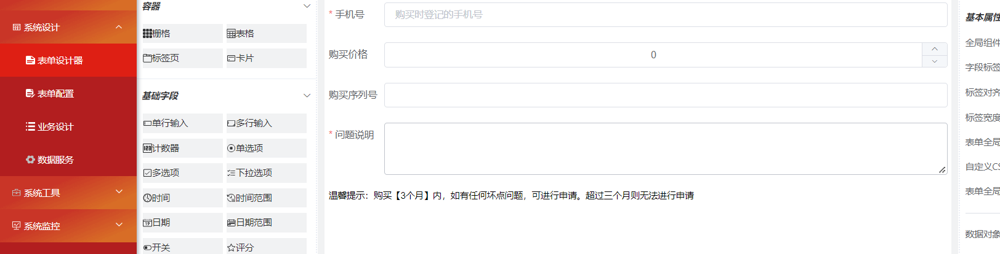 系统设计
表单设计器
表单配置
业务设计
数据服务
系统工具
系统监控
容器
栅格
表格
标签页
卡片
基础字段
单行输入
多行输入
计数器
单选项
多选项
下拉选项
时间
时间范围
日期
日期范围
开关
评分
* 手机号
购买时登记的手机号
购买价格
0
购买序列号
* 问题说明
温馨提示：购买【3个月】内，如有任何坏点问题，可进行申请。超过三个月则无法进行申请
基本属性
全局组件
字段标签
标签对齐
标签宽度
表单全局
自定义CS
表单全局
数据对象